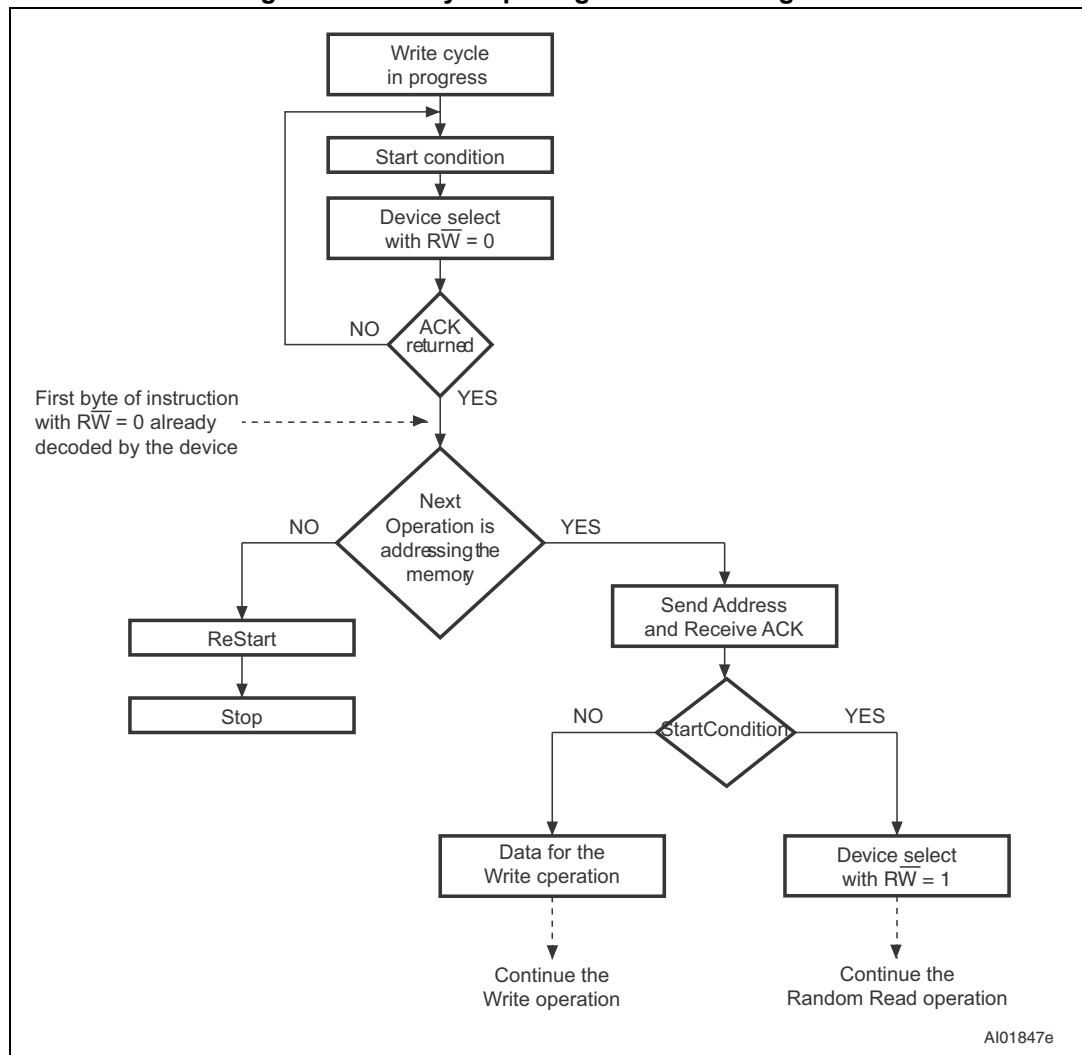 Write cycle
in progress
Start condition
Device select
with RW̅ = 0
ACK
returned
NO
YES
First byte of instruction
with RW̅ = 0 already
decoded by the device
Next
Operation is
addressing the
memory
NO
YES
Send Address
and Receive ACK
ReStart
Stop
StartCondition
NO
YES
Data for the
Write cperation
Device select
with RW̅ = 1
Continue the
Write operation
Continue the
Random Read operation
AI01847e